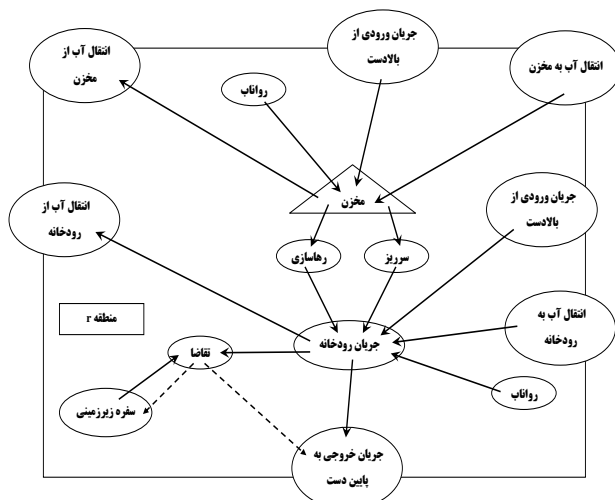 جریان ورودی از
بالادست
انتقال آب به مخزن
انتقال آب از
مخزن
رواناب
مخزن
جریان ورودی از
بالادست
انتقال آب از
رودخانه
سرریز
رهاسازی
انتقال آب به
رودخانه
منطقه r
جریان رودخانه
تقاضا
رواناب
سفره زیرزمینی
جریان خروجی به
پایین دست